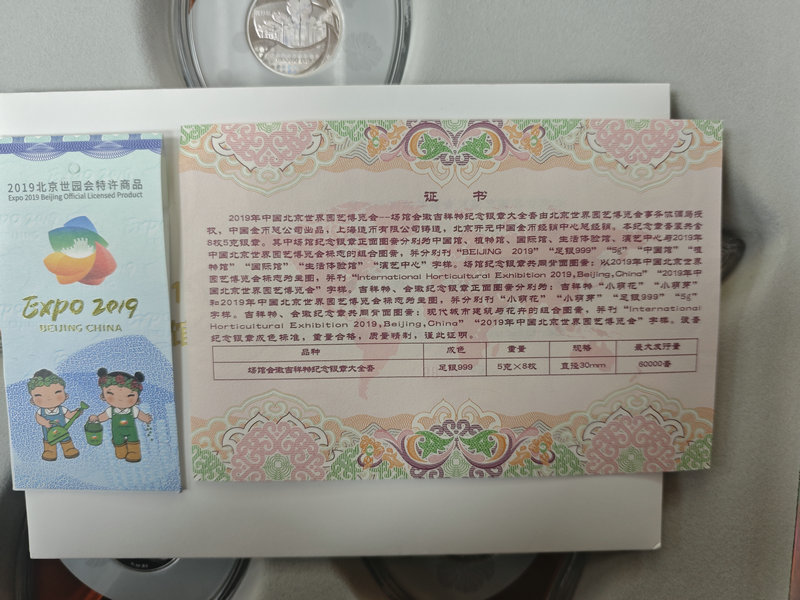 2019北京世园会特许商品
Expo 2019 Beijing Official Licensed Product
Expo 2019
BEIJING CHINA
证 书
2019年中国北京世界园艺博览会--场馆会徽吉祥物纪念银章大全套由北京世界园艺博览会事务协调局授
权，中国金币总公司出品，上海造币有限公司铸造，北京开元中国金币经销中心总经销。本纪念章套装共含
8枚5克银章。其中场馆纪念银章正面图案分别为中国馆、植物馆、国际馆、生活体验馆、演艺中心与2019年
中国北京世界园艺博览会标志的组合图案，并分别刊“BEIJING 2019”“足银999”“5g”“中国馆”“植
物馆”“国际馆”“生活体验馆”“演艺中心”字样。场馆纪念银章共同背面图案：以2019年中国北京世界
园艺博览会标志为主图，并刊“International Horticultural Exhibition 2019,Beijing,China”“2019年中
国北京世界园艺博览会”字样。吉祥物、会徽纪念银章正面图案分别为：吉祥物“小萌花”“小萌芽”
和2019年中国北京世界园艺博览会标志为主图，并分别刊“小萌花”“小萌芽”“足银999”“5g”
字样。吉祥物、会徽纪念章共同背面图案：现代城市建筑与花卉的组合图案，并刊“International
Horticultural Exhibition 2019,Beijing,China”“2019年中国北京世界园艺博览会”字样。该套
纪念银章成色标准，重量合格，质量精制，谨此证明。
品种 成色 重量 规格 最大发行量
场馆会徽吉祥物纪念银章大全套 足银999 5克×8枚 直径30mm 60000套